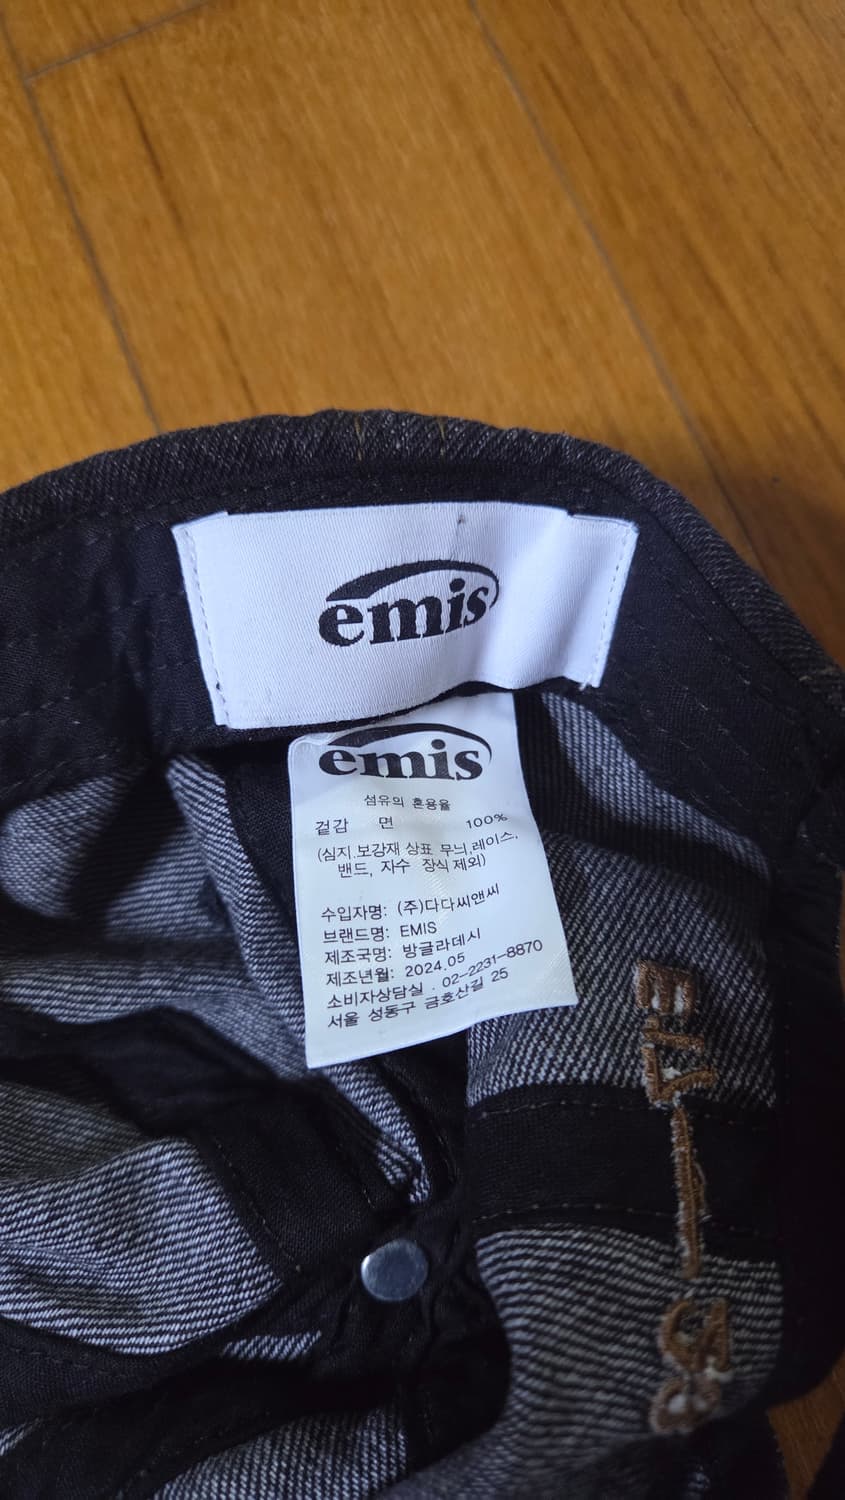 emis
emis
섬유의 혼용율
겉감 면 100%
(심지.보강재 상표 무늬,레이스,
밴드, 자수 장식 제외)
수입자명: (주)다다씨앤씨
브랜드명: EMIS
제조국명: 방글라데시
제조년월: 2024.05
소비자상담실 . 02-2231-8870
서울 성동구 금호산길 25